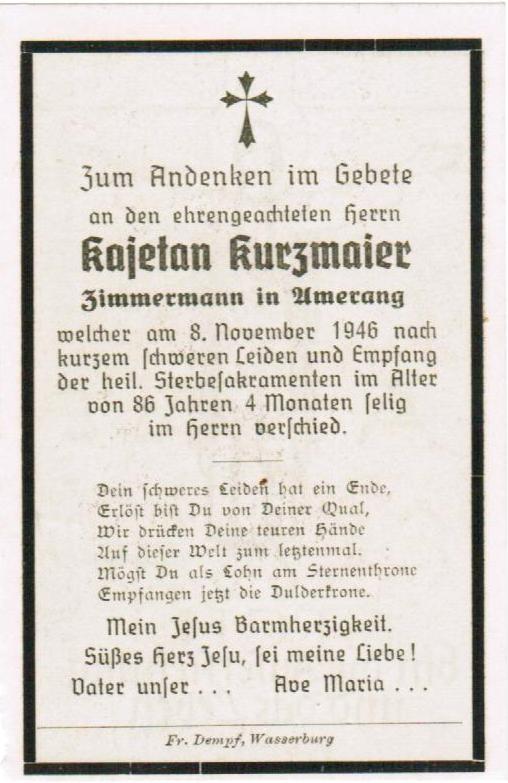 Zum Andenken im Gebete
an den ehrengeachteten Herrn
Kajetan Kurzmaier
Zimmermann in Amerang
welcher am 8. November 1946 nach
kurzem schweren Leiden und Empfang
der heil. Sterbesakramenten im Alter
von 86 Jahren 4 Monaten selig
im Herrn verschied.
Dein schweres Leiden hat ein Ende,
Erlöst bist Du von Deiner Qual,
Wir drücken Deine teuren Hände
Auf dieser Welt zum letztenmal.
Mögst Du als Lohn am Sternenthrone
Empfangen jetzt die Dulderkrone.
Mein Jesus Barmherzigkeit.
Süßes Herz Jesu, sei meine Liebe!
Vater unser . . . Ave Maria . . .
Fr. Dempf, Wasserburg